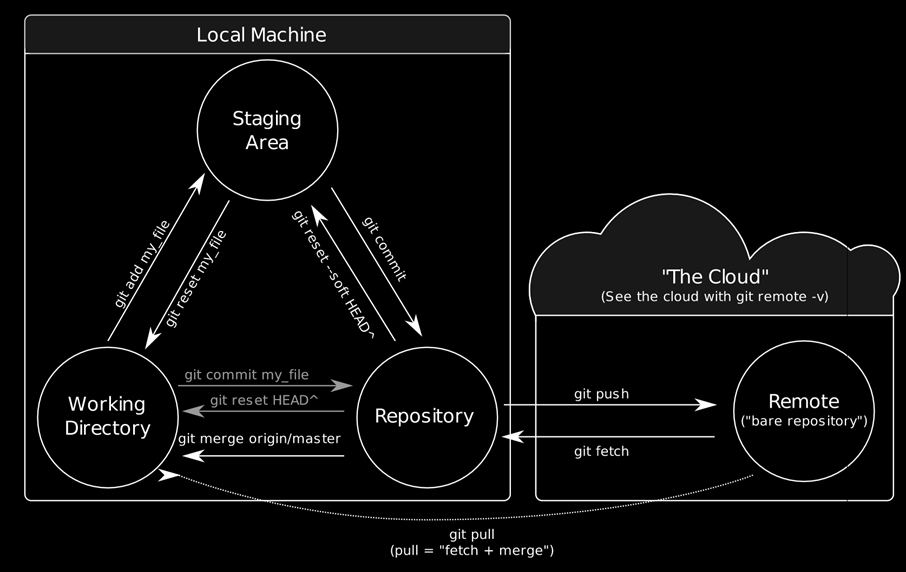 Local Machine
Staging
Area
git add my_file
git reset my_file
git reset --soft HEAD^
git commit
"The Cloud"
(See the cloud with git remote -v)
Working
Directory
git commit my_file
git reset HEAD^
git merge origin/master
Repository
git push
git fetch
Remote
("bare repository")
git pull
(pull = "fetch + merge")